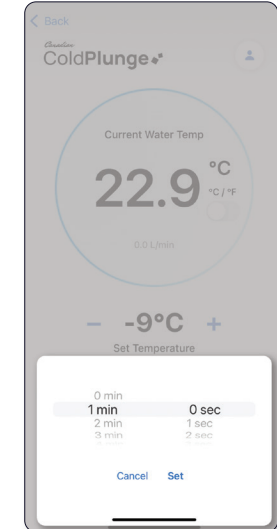 Back
Creative
ColdPlunge
Current Water Temp
22.9 °C
°C / °F
0.0 L/min
− -9°C +
Set Temperature
0 min
1 min 0 sec
2 min 1 sec
3 min 2 sec
Cancel Set